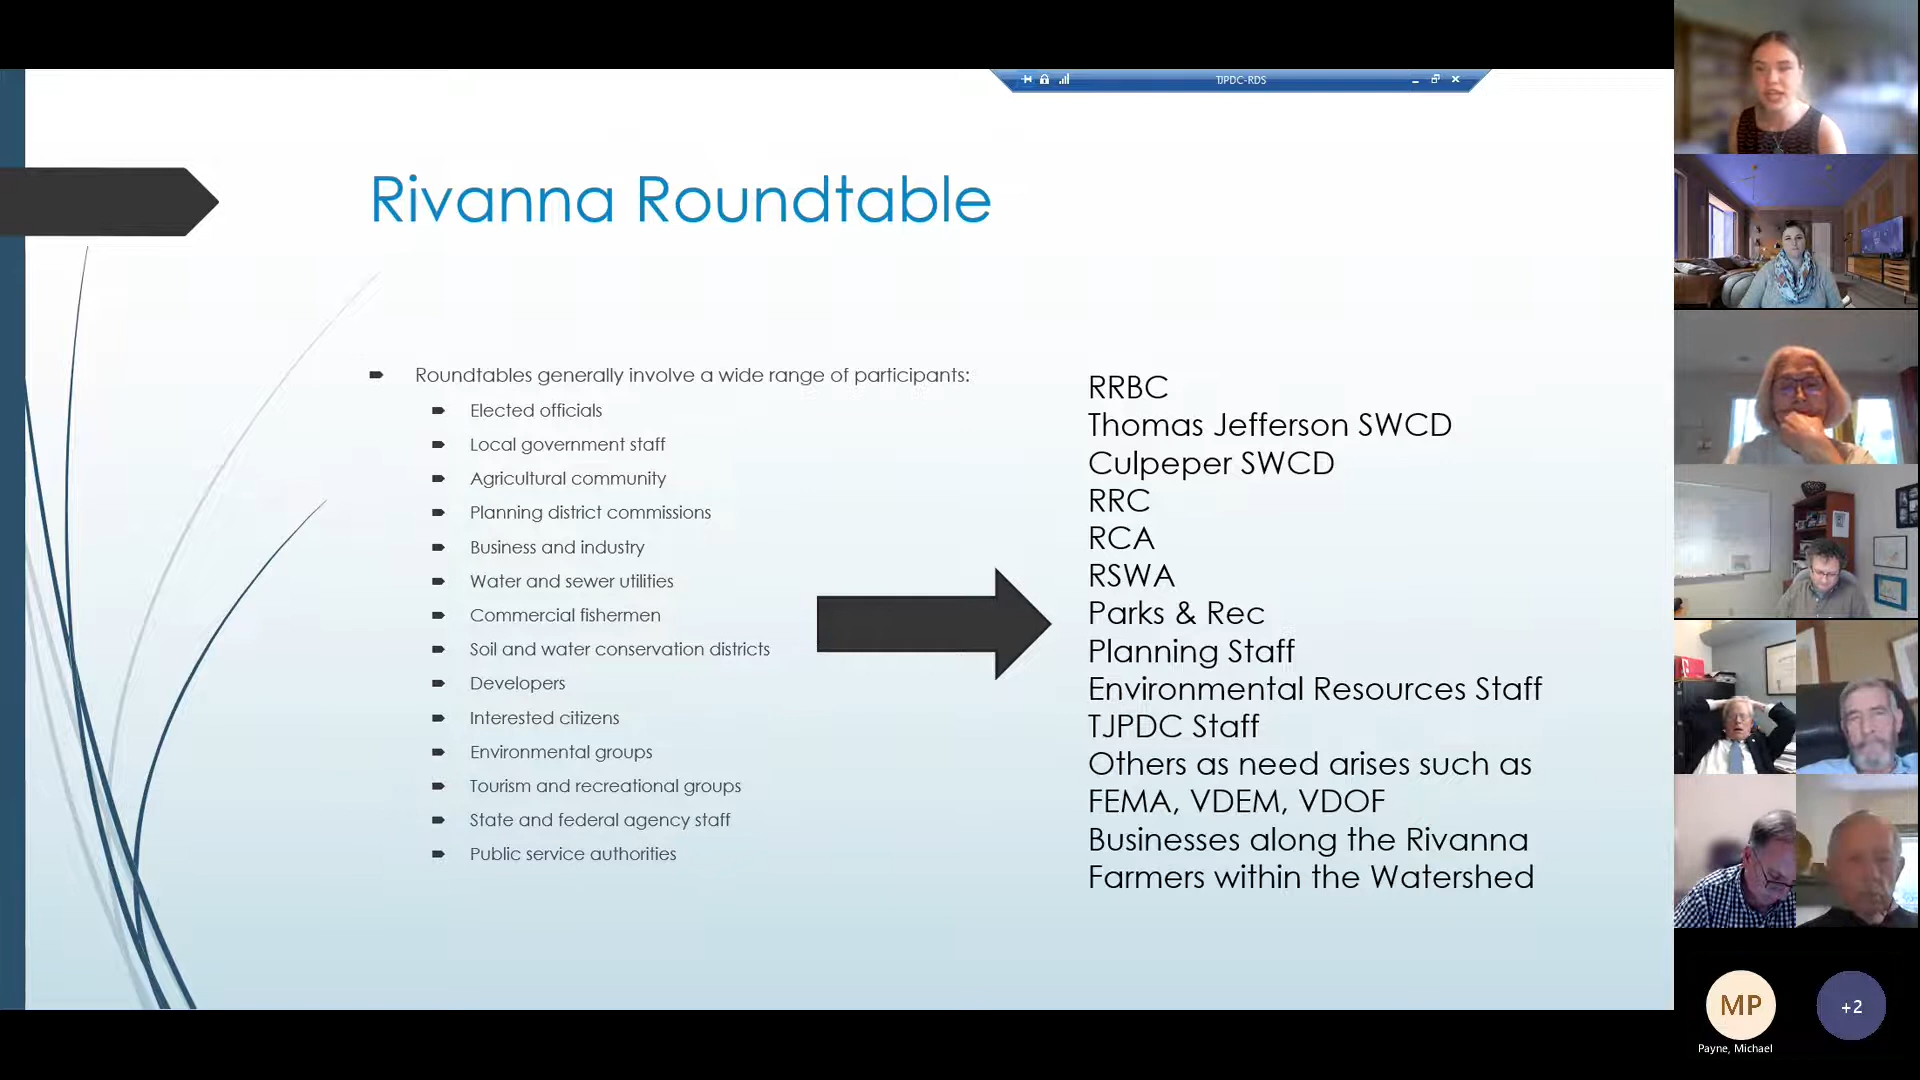 TJPDC-RDS
Rivanna Roundtable
Roundtables generally involve a wide range of participants:
Elected officials
Local government staff
Agricultural community
Planning district commissions
Business and industry
Water and sewer utilities
Commercial fishermen
Soil and water conservation districts
Developers
Interested citizens
Environmental groups
Tourism and recreational groups
State and federal agency staff
Public service authorities
RRBC
Thomas Jefferson SWCD
Culpeper SWCD
RRC
RCA
RSWA
Parks & Rec
Planning Staff
Environmental Resources Staff
TJPDC Staff
Others as need arises such as
FEMA, VDEM, VDOF
Businesses along the Rivanna
Farmers within the Watershed
MP
+2
Payne, Michael